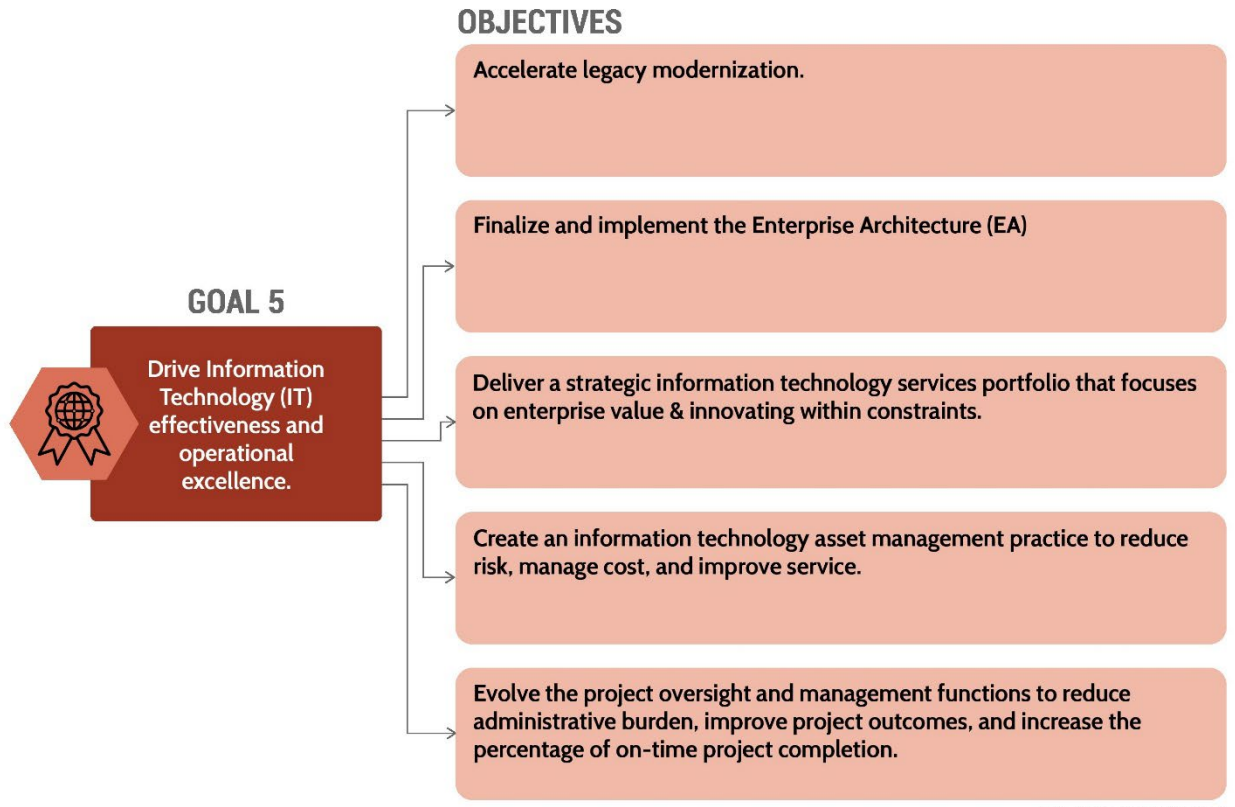 OBJECTIVES
Accelerate legacy modernization.
Finalize and implement the Enterprise Architecture (EA)
GOAL 5
Drive Information
Technology (IT)
effectiveness and
operational
excellence.
Deliver a strategic information technology services portfolio that focuses
on enterprise value & innovating within constraints.
Create an information technology asset management practice to reduce
risk, manage cost, and improve service.
Evolve the project oversight and management functions to reduce
administrative burden, improve project outcomes, and increase the
percentage of on-time project completion.